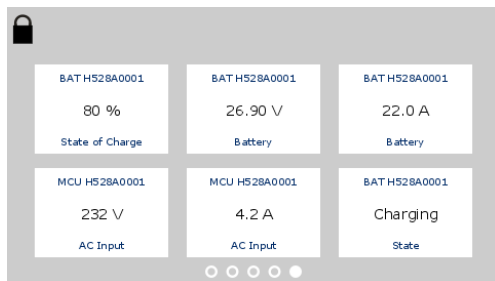 BAT H528A0001
80 %
State of Charge
BAT H528A0001
26.90 V
Battery
BAT H528A0001
22.0 A
Battery
MCU H528A0001
232 V
AC Input
MCU H528A0001
4.2 A
AC Input
BAT H528A0001
Charging
State